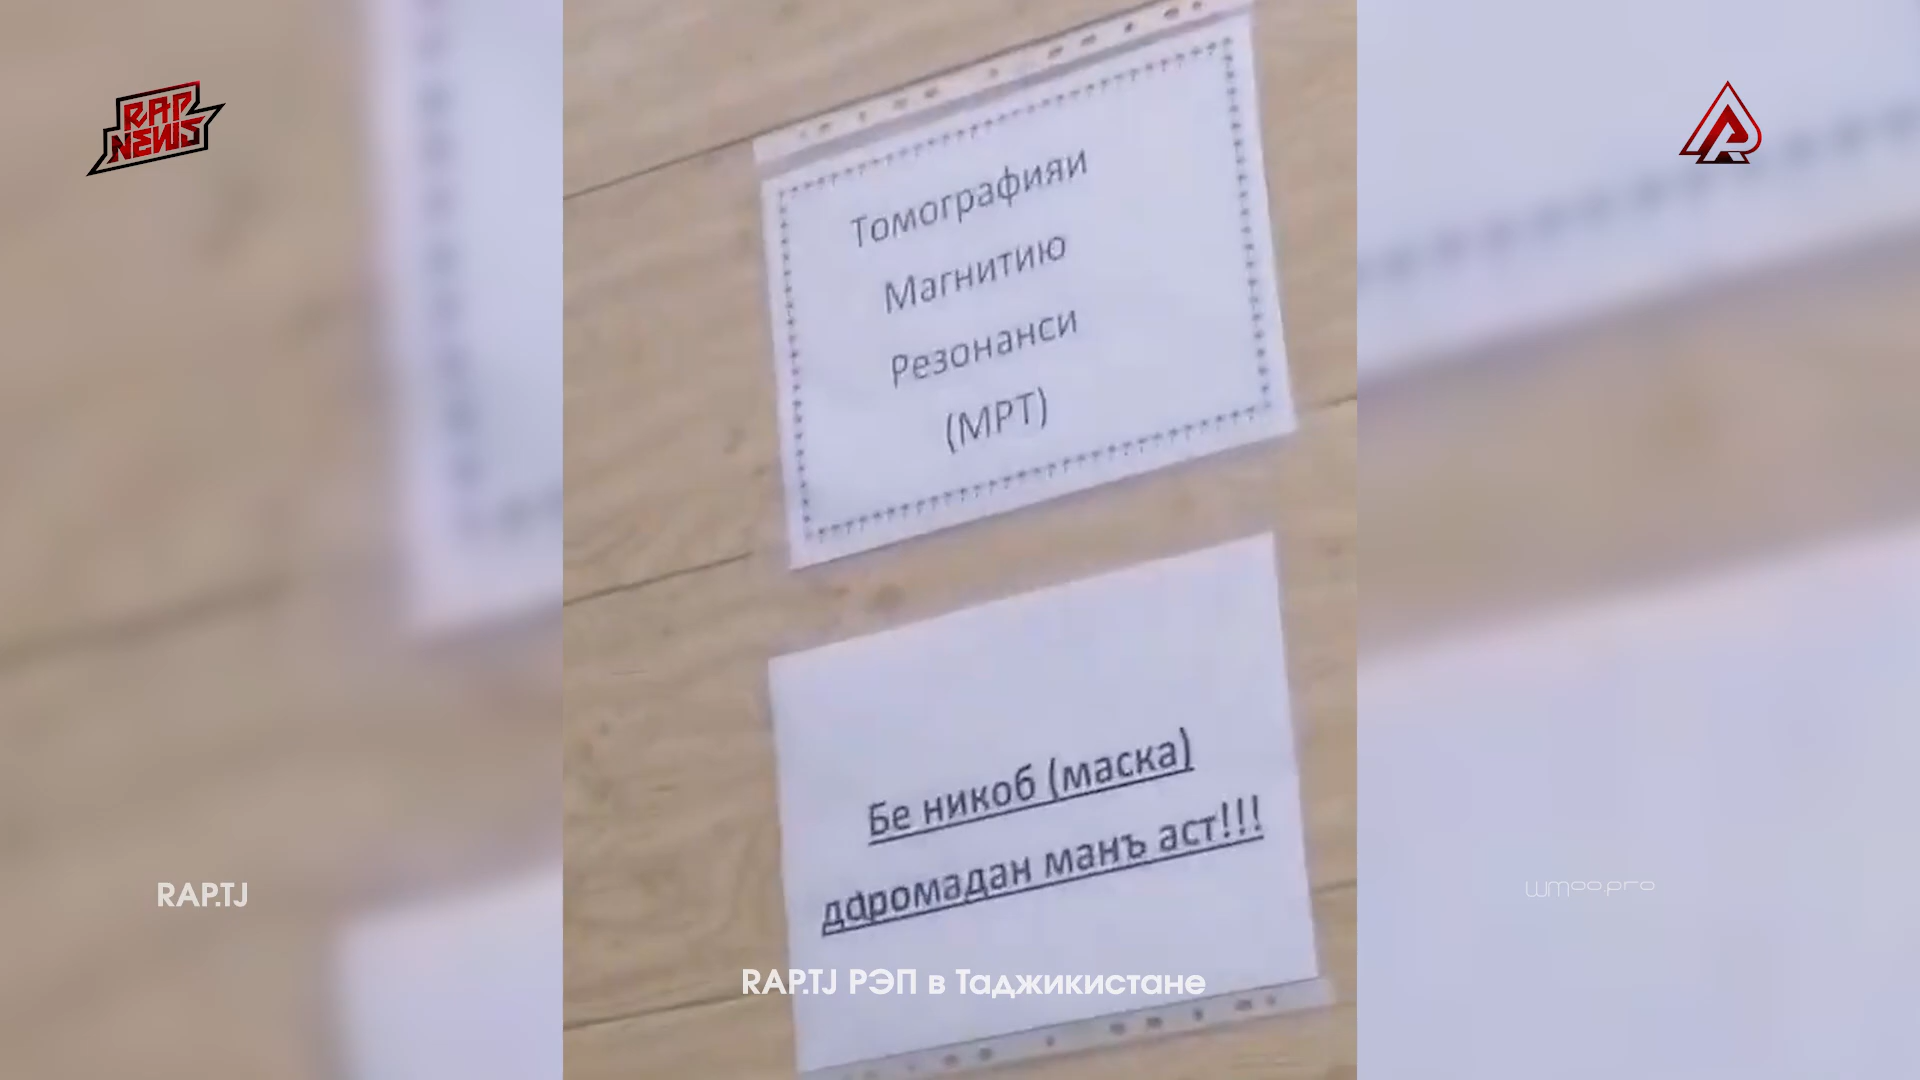 RAP
NEWS
Томографияи
Магнитию
Резонанси
(МРТ)
Бе никоб (маска)
даромадан манъ аст!!!
RAP.TJ
wmoo.pro
RAP.TJ РЭП в Таджикистане